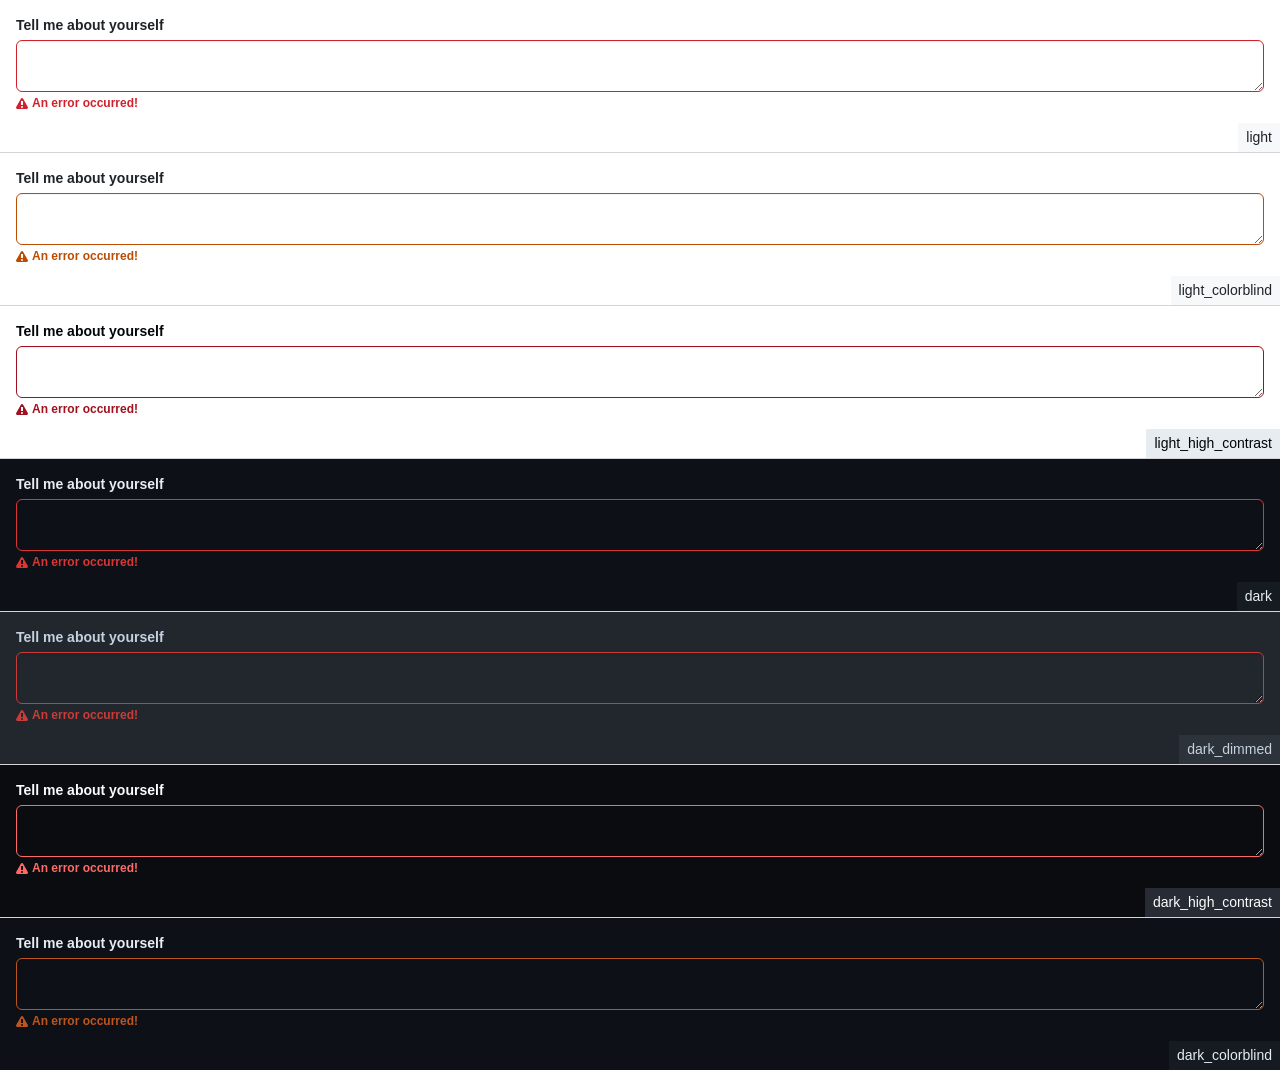 Tell me about yourself
An error occurred!
light
Tell me about yourself
An error occurred!
light_colorblind
Tell me about yourself
An error occurred!
light_high_contrast
Tell me about yourself
An error occurred!
dark
Tell me about yourself
An error occurred!
dark_dimmed
Tell me about yourself
An error occurred!
dark_high_contrast
Tell me about yourself
An error occurred!
dark_colorblind